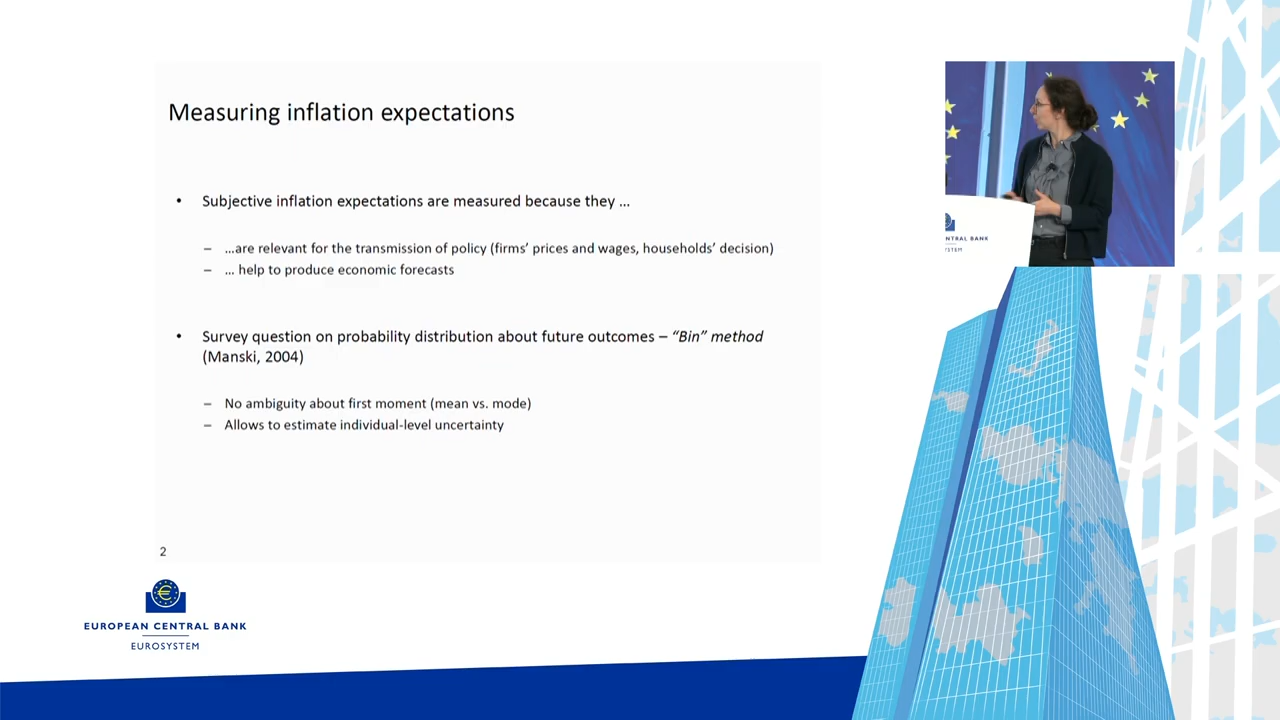 Measuring inflation expectations
• Subjective inflation expectations are measured because they ...
– ...are relevant for the transmission of policy (firms' prices and wages, households' decision)
– ... help to produce economic forecasts
• Survey question on probability distribution about future outcomes – “Bin” method
(Manski, 2004)
– No ambiguity about first moment (mean vs. mode)
– Allows to estimate individual-level uncertainty
2
EUROPEAN CENTRAL BANK
EUROSYSTEM
NTRAL BANK
STEM